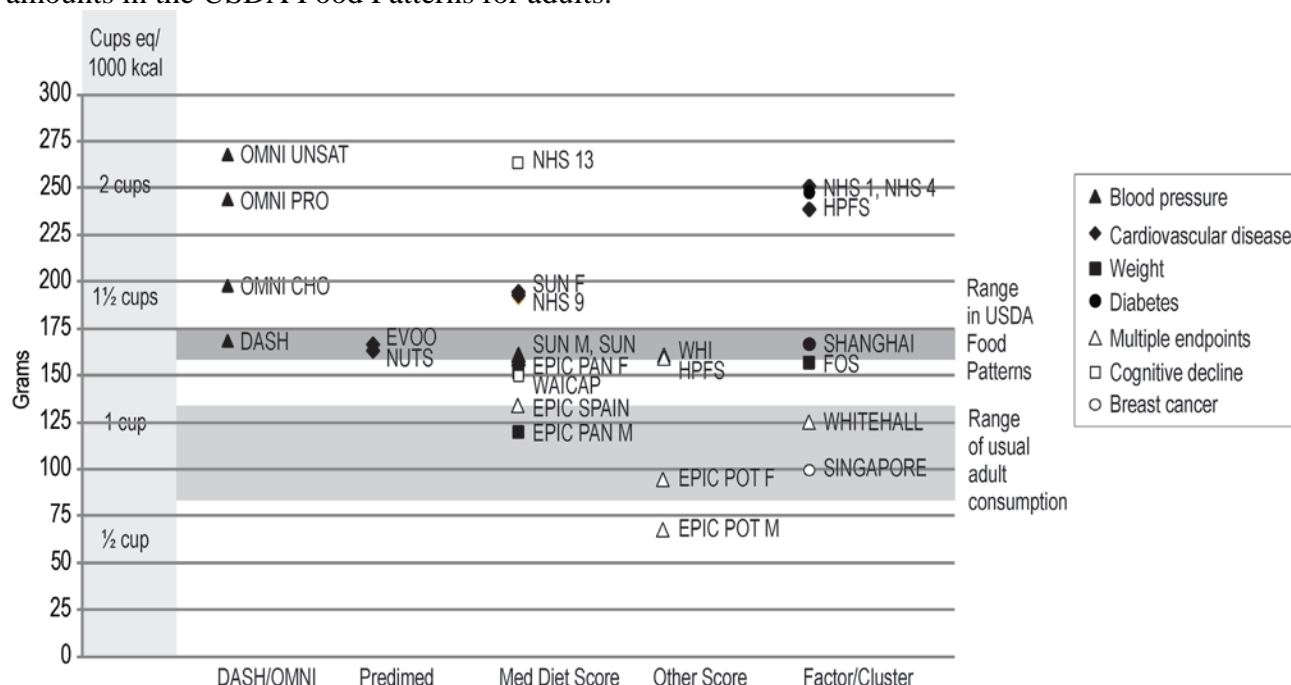 amounts in the USDA Food Patterns for adults.
Cups eq/
1000 kcal
300
275
250
225
200
175
150
125
100
75
50
25
0
Grams
2 cups
1½ cups
1 cup
½ cup
OMNI UNSAT
OMNI PRO
OMNI CHO
DASH
EVOO
NUTS
NHS 13
SUN F
NHS 9
SUN M, SUN
EPIC PAN F
WAICAP
EPIC SPAIN
EPIC PAN M
WHI
HPFS
EPIC POT F
EPIC POT M
NHS 1, NHS 4
HPFS
SHANGHAI
FOS
WHITEHALL
SINGAPORE
Range
in USDA
Food
Patterns
Range
of usual
adult
consumption
Blood pressure
Cardiovascular disease
Weight
Diabetes
Multiple endpoints
Cognitive decline
Breast cancer
DASH/OMNI
Predimed
Med Diet Score
Other Score
Factor/Cluster